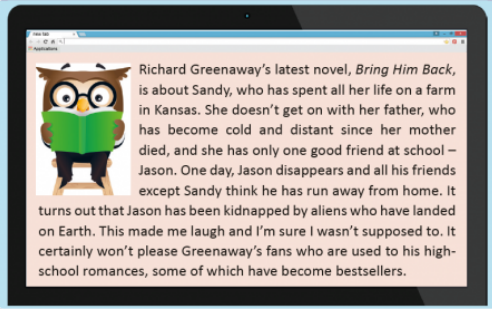 new tab
Applications
Richard Greenaway's latest novel, Bring Him Back,
is about Sandy, who has spent all her life on a farm
in Kansas. She doesn't get on with her father, who
has become cold and distant since her mother
died, and she has only one good friend at school –
Jason. One day, Jason disappears and all his friends
except Sandy think he has run away from home. It
turns out that Jason has been kidnapped by aliens who have landed
on Earth. This made me laugh and I'm sure I wasn't supposed to. It
certainly won't please Greenaway's fans who are used to his high-
school romances, some of which have become bestsellers.